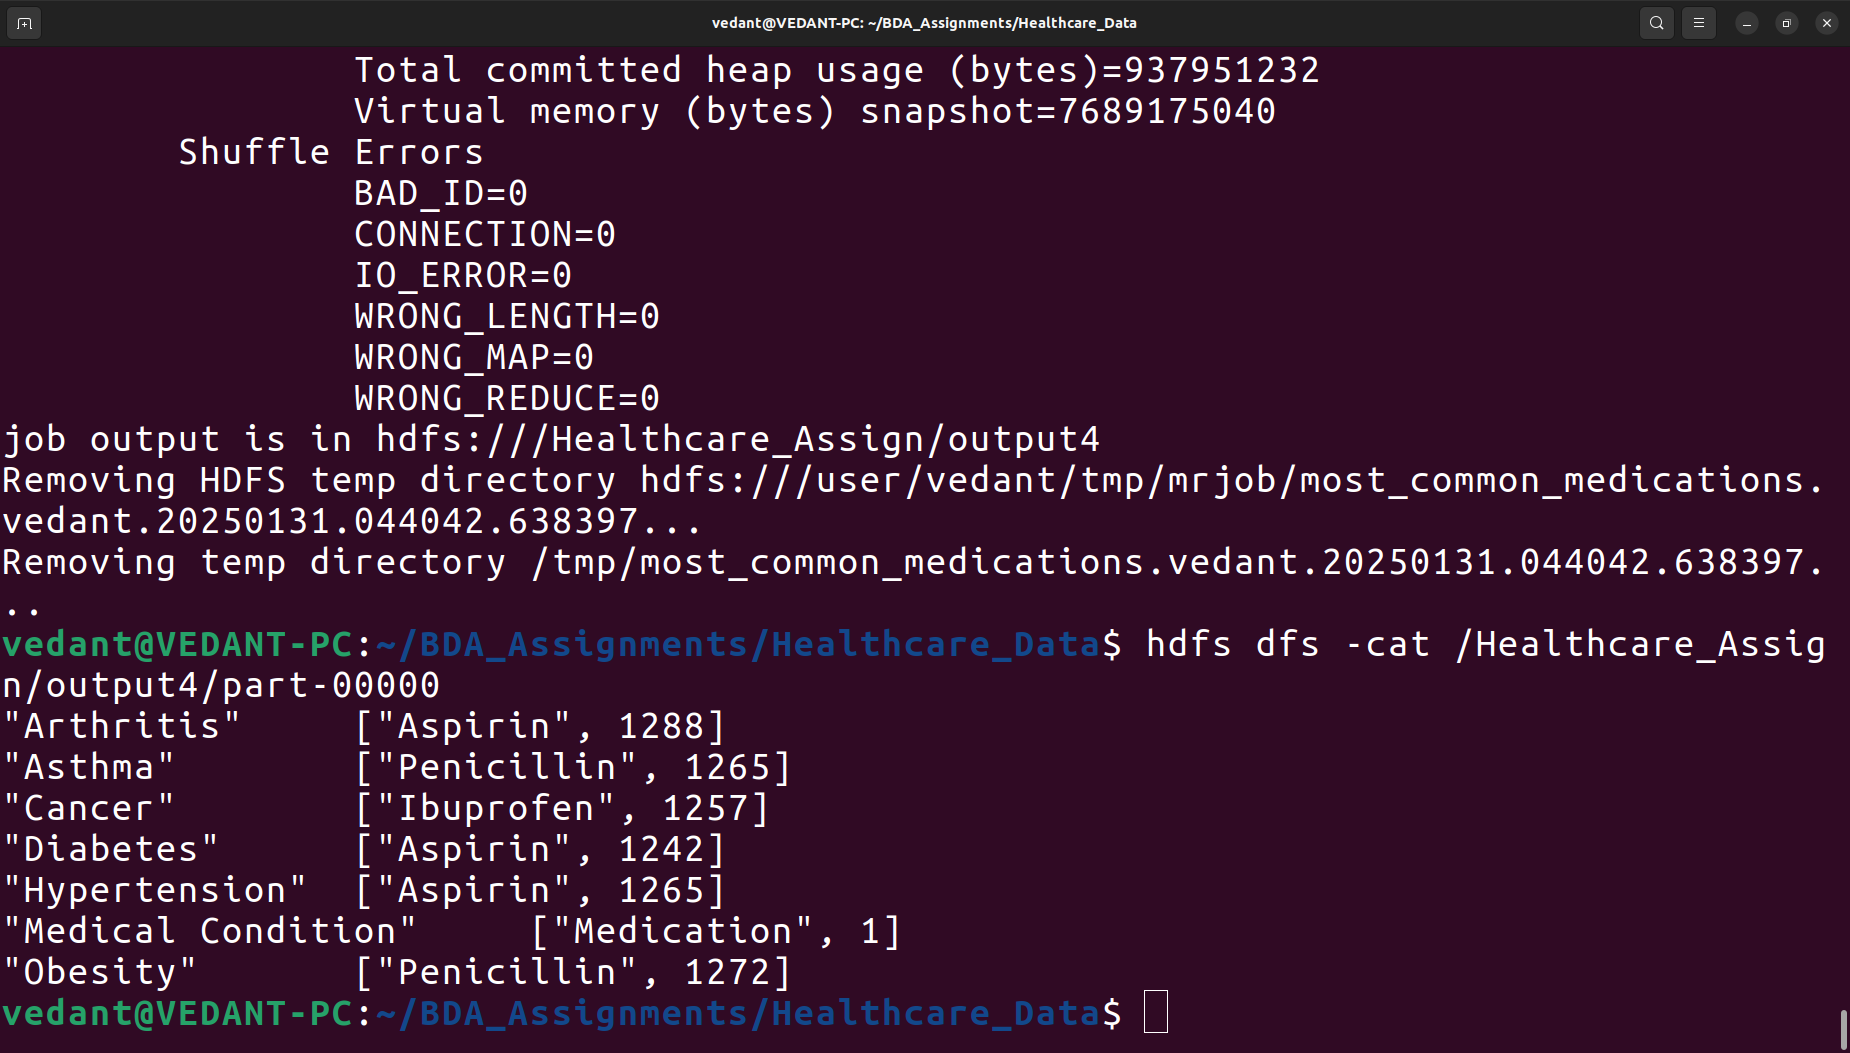 vedant@VEDANT-PC: ~/BDA_Assignments/Healthcare_Data
Total committed heap usage (bytes)=937951232
Virtual memory (bytes) snapshot=7689175040
Shuffle Errors
BAD_ID=0
CONNECTION=0
IO_ERROR=0
WRONG_LENGTH=0
WRONG_MAP=0
WRONG_REDUCE=0
job output is in hdfs:///Healthcare_Assign/output4
Removing HDFS temp directory hdfs:///user/vedant/tmp/mrjob/most_common_medications.
vedant.20250131.044042.638397...
Removing temp directory /tmp/most_common_medications.vedant.20250131.044042.638397.
..
vedant@VEDANT-PC:~/BDA_Assignments/Healthcare_Data$ hdfs dfs -cat /Healthcare_Assig
n/output4/part-00000
"Arthritis"	["Aspirin", 1288]
"Asthma"	["Penicillin", 1265]
"Cancer"	["Ibuprofen", 1257]
"Diabetes"	["Aspirin", 1242]
"Hypertension"	["Aspirin", 1265]
"Medical Condition"	["Medication", 1]
"Obesity"	["Penicillin", 1272]
vedant@VEDANT-PC:~/BDA_Assignments/Healthcare_Data$